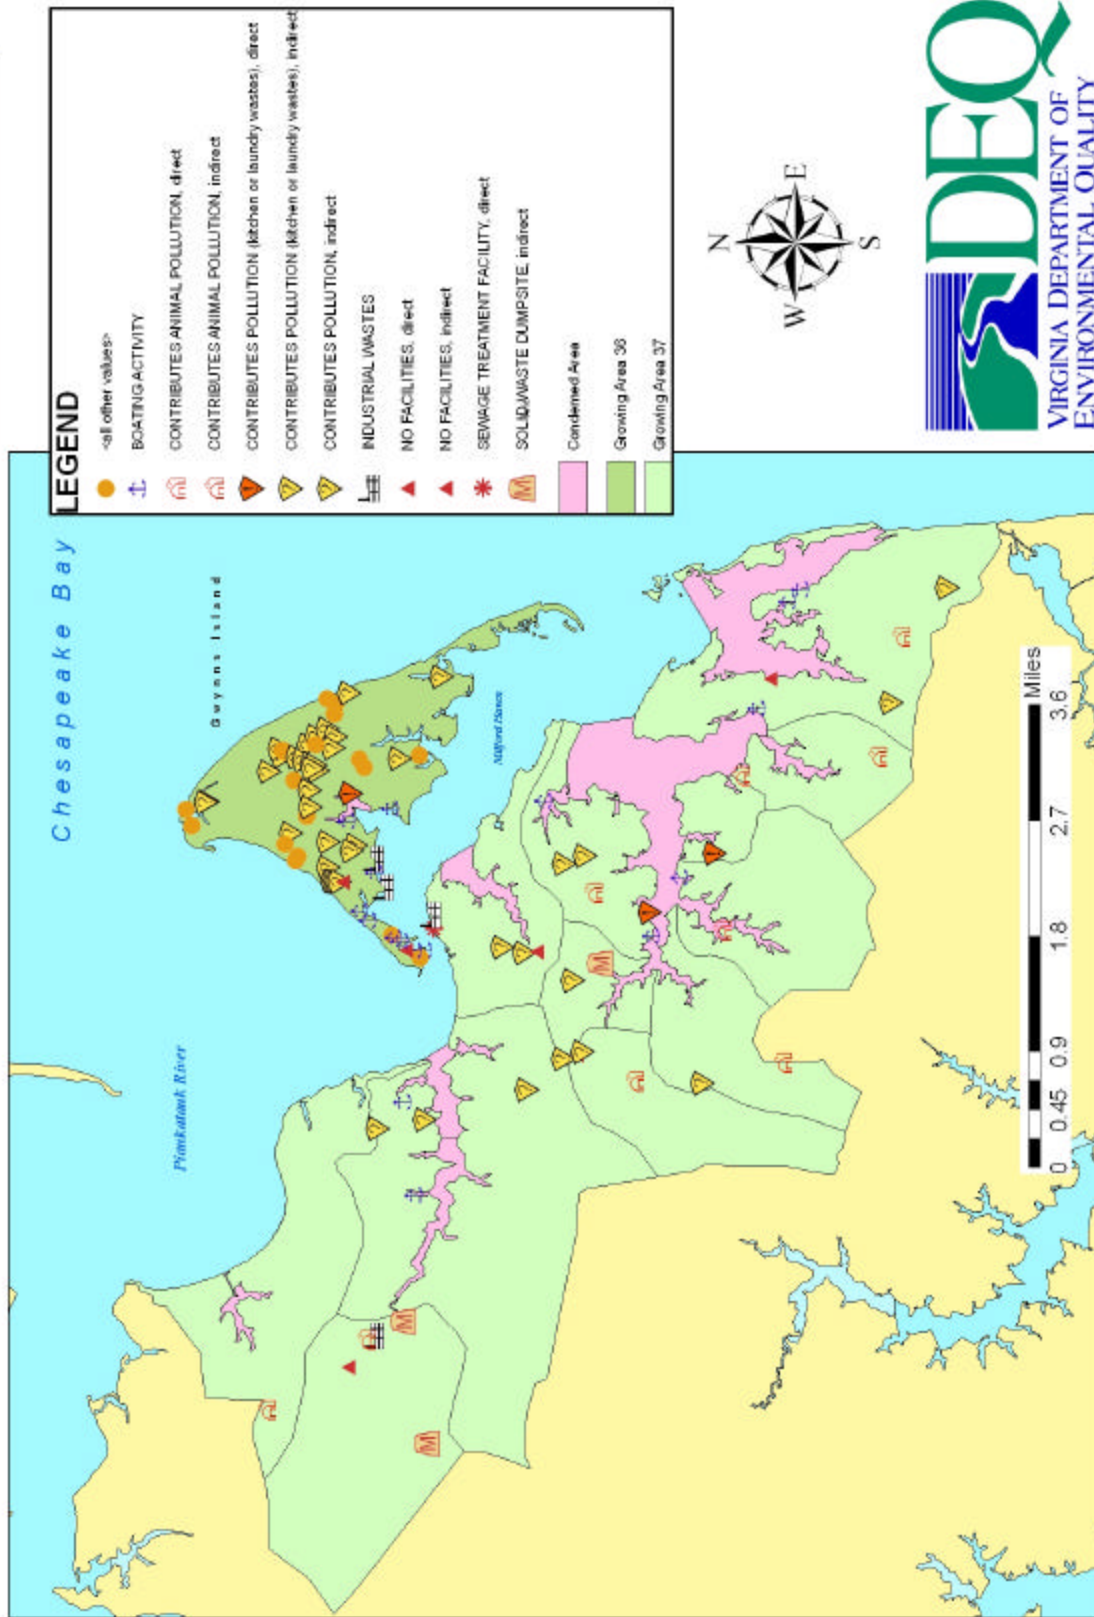 Chesapeake Bay
Gwynns Island
Piankatank River
Milford Haven
LEGEND
<all other values>
BOATING ACTIVITY
CONTRIBUTES ANIMAL POLLUTION, direct
CONTRIBUTES ANIMAL POLLUTION, indirect
CONTRIBUTES POLLUTION (kitchen or laundry wastes), direct
CONTRIBUTES POLLUTION (kitchen or laundry wastes), indirect
CONTRIBUTES POLLUTION, indirect
INDUSTRIAL WASTES
NO FACILITIES, direct
NO FACILITIES, indirect
SEWAGE TREATMENT FACILITY, direct
SOLID WASTE DUMPSITE, indirect
Condemned Area
Growing Area 36
Growing Area 37
N
W
E
S
0 0.45 0.9 1.8 2.7 3.6
Miles
DEQ
VIRGINIA DEPARTMENT OF
ENVIRONMENTAL QUALITY